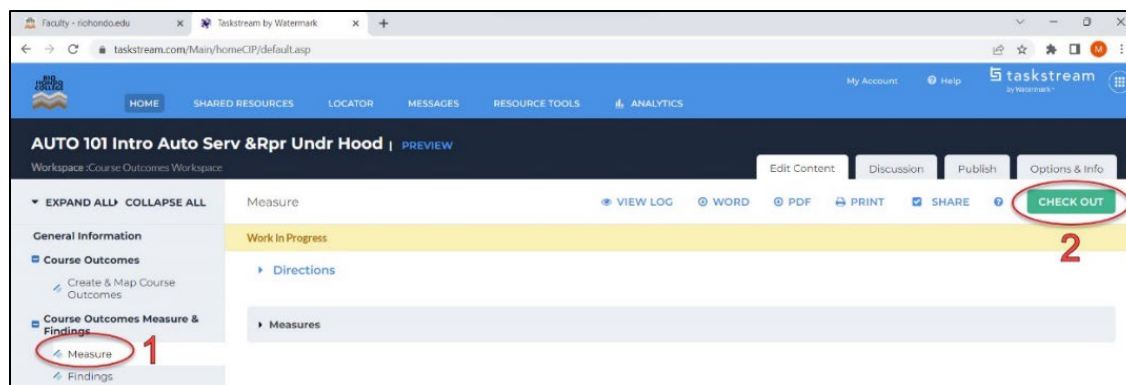 Faculty - riohondo.edu
Taskstream by Watermark
taskstream.com/Main/homeCIP/default.asp
M
RIO HONDO COLLEGE
My Account
Help
taskstream
by Watermark
HOME
SHARED RESOURCES
LOCATOR
MESSAGES
RESOURCE TOOLS
ANALYTICS
AUTO 101 Intro Auto Serv &Rpr Undr Hood | PREVIEW
Workspace :Course Outcomes Workspace
Edit Content
Discussion
Publish
Options & Info
EXPAND ALL
COLLAPSE ALL
Measure
VIEW LOG
WORD
PDF
PRINT
SHARE
CHECK OUT
2
General Information
Work In Progress
Course Outcomes
Directions
Create & Map Course
Outcomes
Course Outcomes Measure &
Findings
Measures
Measure
1
Findings